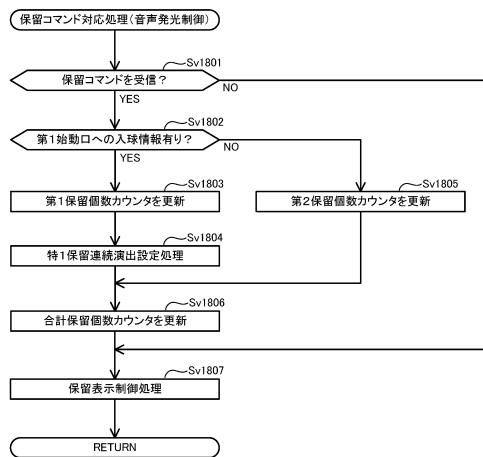 保留コマンド対応処理(音声発光制御)
Sv1801
保留コマンドを受信?
NO
YES
Sv1802
第1始動口への入球情報有り?
NO
YES
Sv1803
第1保留個数カウンタを更新
Sv1805
第2保留個数カウンタを更新
Sv1804
特1保留連続演出設定処理
Sv1806
合計保留個数カウンタを更新
Sv1807
保留表示制御処理
RETURN